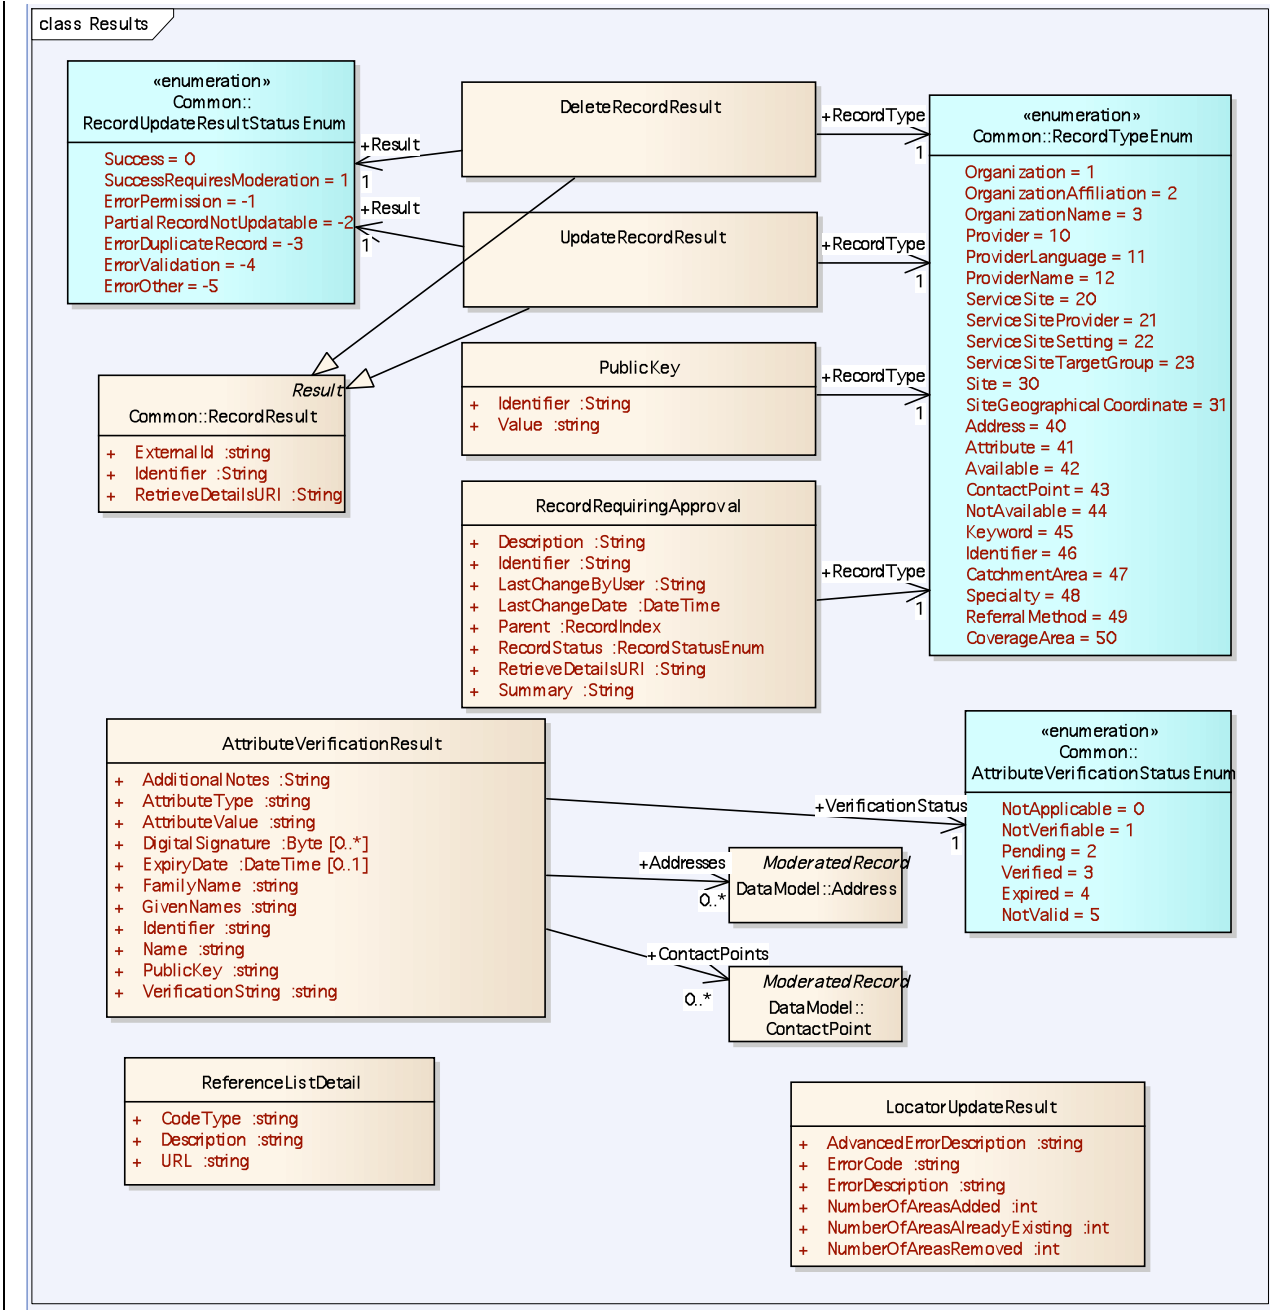 class Results
«enumeration»
Common::
RecordUpdateResultStatusEnum
Success = 0
SuccessRequiresModeration = 1
ErrorPermission = -1
PartialRecordNotUpdatable = -2
ErrorDuplicateRecord = -3
ErrorValidation = -4
ErrorOther = -5
+Result
1
+Result
1
DeleteRecordResult
UpdateRecordResult
+RecordType
1
+RecordType
1
«enumeration»
Common::RecordTypeEnum
Organization = 1
OrganizationAffiliation = 2
OrganizationName = 3
Provider = 10
ProviderLanguage = 11
ProviderName = 12
ServiceSite = 20
ServiceSiteProvider = 21
ServiceSiteSetting = 22
ServiceSiteTargetGroup = 23
Site = 30
SiteGeographicalCoordinate = 31
Address = 40
Attribute = 41
Available = 42
ContactPoint = 43
NotAvailable = 44
Keyword = 45
Identifier = 46
CatchmentArea = 47
Specialty = 48
ReferralMethod = 49
CoverageArea = 50
Result
Common::RecordResult
+ ExternalId :string
+ Identifier :String
+ RetrieveDetailsURI :String
PublicKey
+ Identifier :String
+ Value :string
+RecordType
1
RecordRequiringApproval
+ Description :String
+ Identifier :String
+ LastChangeByUser :String
+ LastChangeDate :DateTime
+ Parent :RecordIndex
+ RecordStatus :RecordStatusEnum
+ RetrieveDetailsURI :String
+ Summary :String
+RecordType
1
AttributeVerificationResult
+ AdditionalNotes :String
+ AttributeType :string
+ AttributeValue :string
+ DigitalSignature :Byte [0..*]
+ ExpiryDate :DateTime [0..1]
+ FamilyName :string
+ GivenNames :string
+ Identifier :string
+ Name :string
+ PublicKey :string
+ VerificationString :string
+VerificationStatus
1
«enumeration»
Common::
AttributeVerificationStatusEnum
NotApplicable = 0
NotVerifiable = 1
Pending = 2
Verified = 3
Expired = 4
NotValid = 5
+Addresses
0..*
ModeratedRecord
DataModel::Address
+ContactPoints
0..*
ModeratedRecord
DataModel::
ContactPoint
ReferenceListDetail
+ CodeType :string
+ Description :string
+ URL :string
LocatorUpdateResult
+ AdvancedErrorDescription :string
+ ErrorCode :string
+ ErrorDescription :string
+ NumberOfAreasAdded :int
+ NumberOfAreasAlreadyExisting :int
+ NumberOfAreasRemoved :int